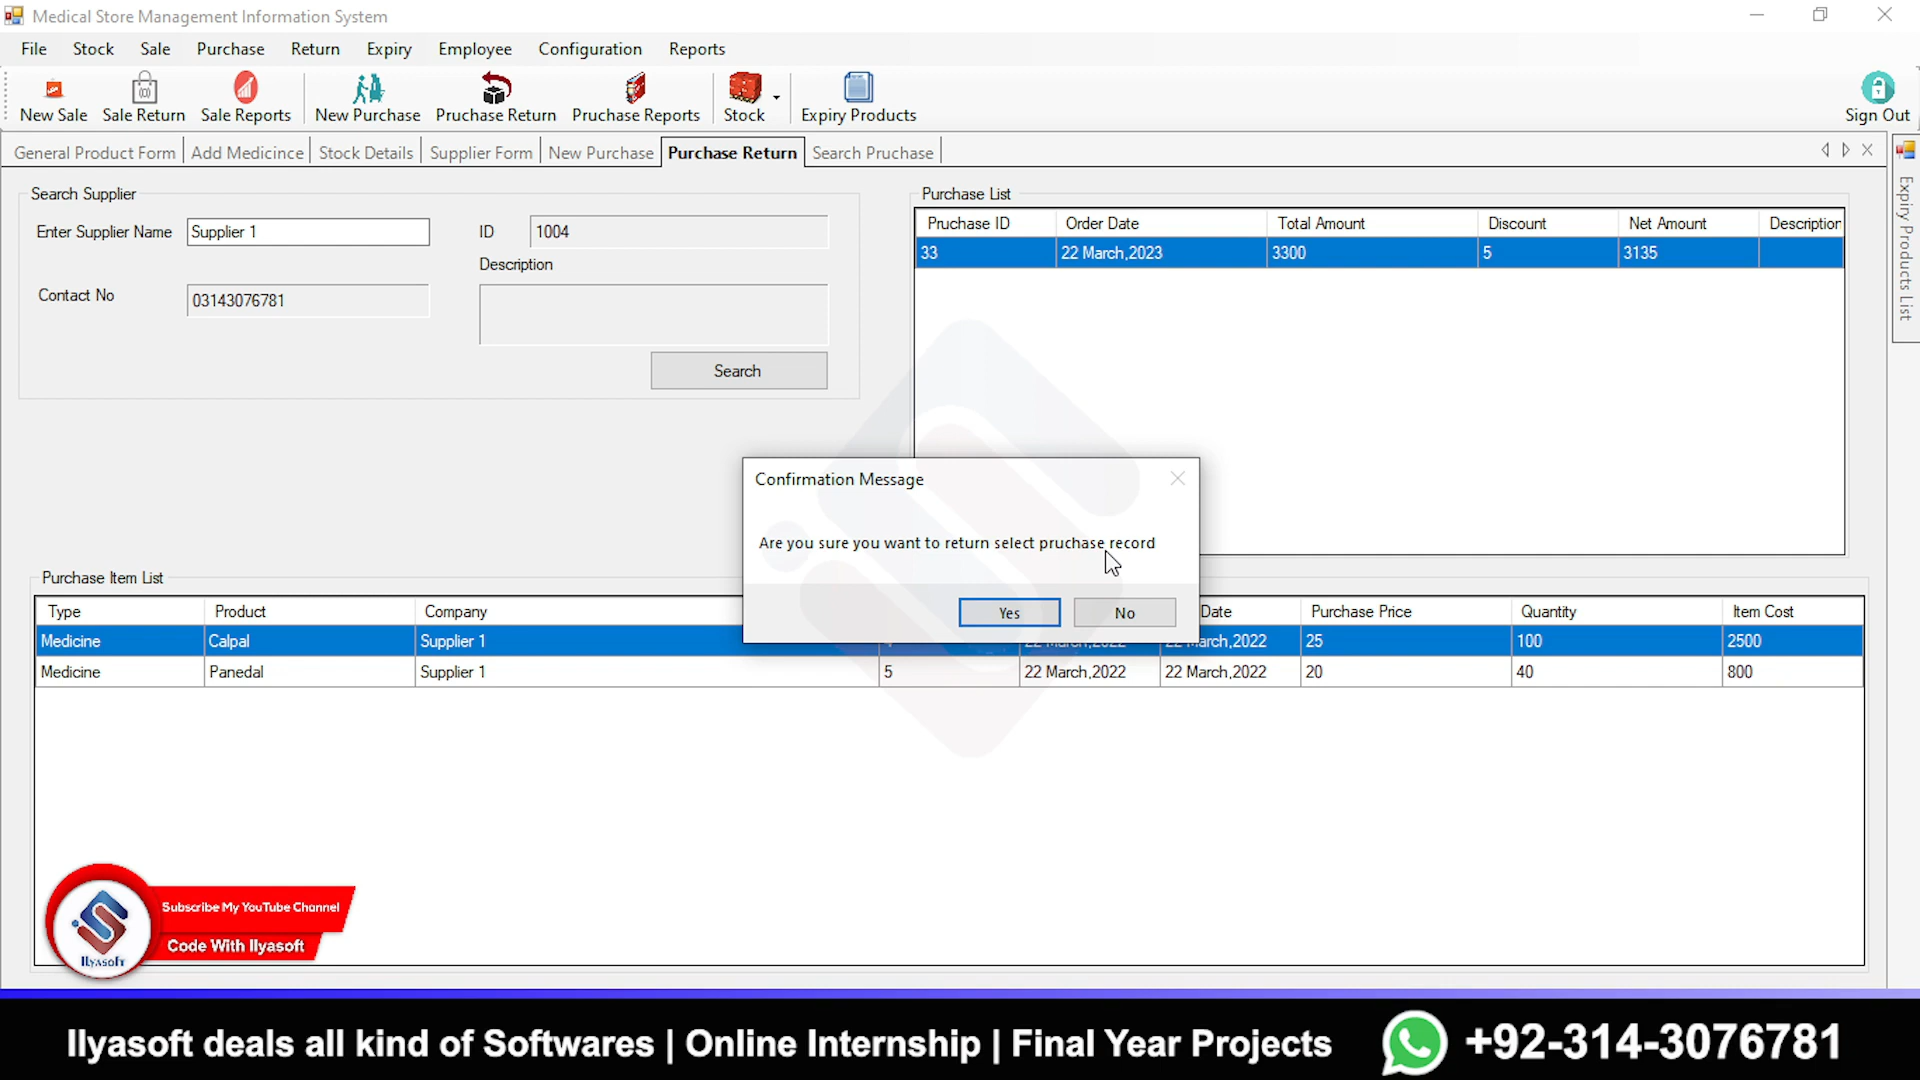 Medical Store Management Information System
File Stock Sale Purchase Return Expiry Employee Configuration Reports
New Sale Sale Return Sale Reports New Purchase Pruchase Return Pruchase Reports Stock Expiry Products Sign Out
General Product Form Add Medicince Stock Details Supplier Form New Purchase Purchase Return Search Pruchase
Expiry Products List
Search Supplier
Enter Supplier Name Supplier 1 ID 1004
Description
Contact No 03143076781
Search
Purchase List
Pruchase ID Order Date Total Amount Discount Net Amount Description
33 22 March,2023 3300 5 3135
Confirmation Message
Are you sure you want to return select pruchase record
Yes No
Purchase Item List
Type Product Company Date Purchase Price Quantity Item Cost
Medicine Calpal Supplier 1 22 March,2022 22 March,2022 25 100 2500
Medicine Panedal Supplier 1 5 22 March,2022 22 March,2022 20 40 800
Subscribe My YouTube Channel
Code With Ilyasoft
Ilyasoft
Ilyasoft deals all kind of Softwares | Online Internship | Final Year Projects +92-314-3076781